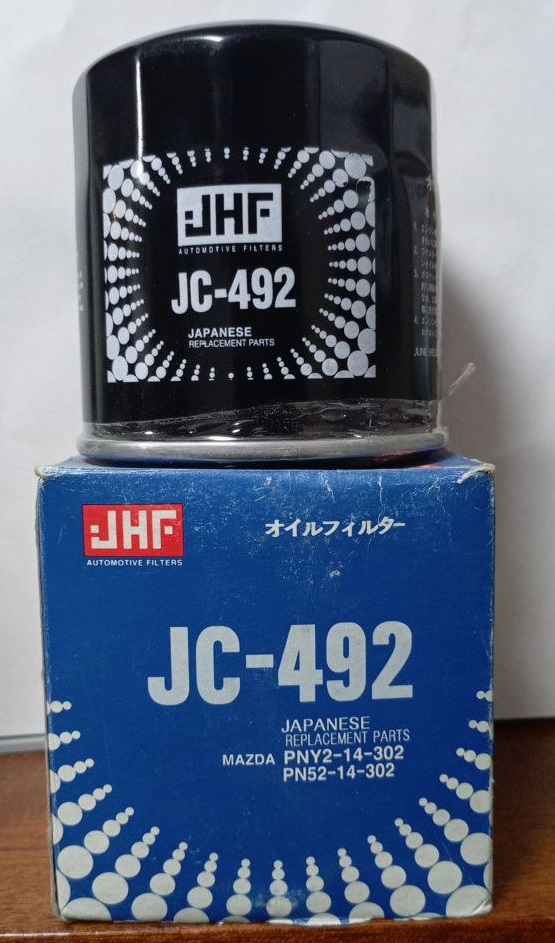 JHF
AUTOMOTIVE FILTERS
JC-492
JAPANESE
REPLACEMENT PARTS
JHF
AUTOMOTIVE FILTERS
オイルフィルター
JC-492
JAPANESE
REPLACEMENT PARTS
MAZDA PNY2-14-302
PN52-14-302